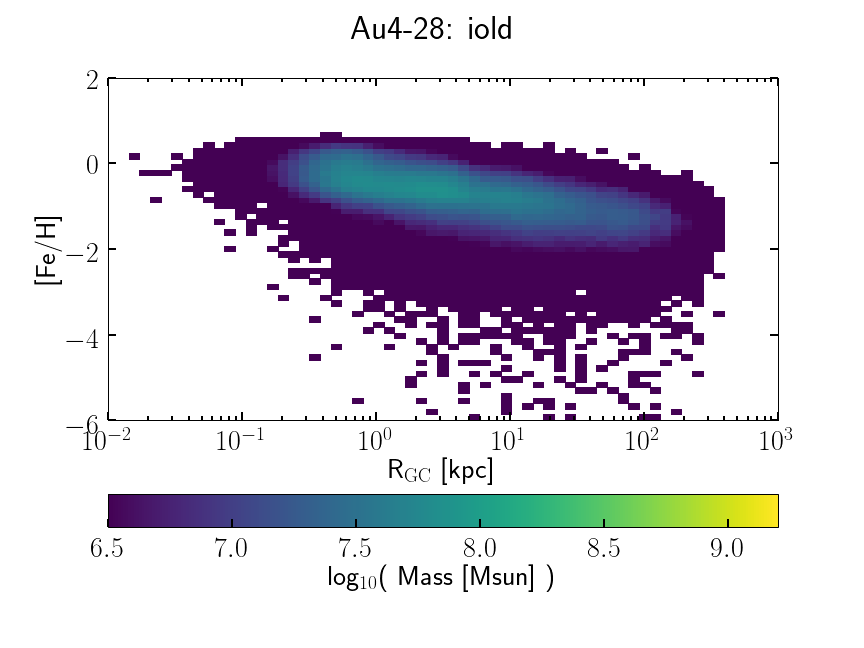 Au4-28: iold
2
0
−2
−4
−6
[Fe/H]
10⁻² 10⁻¹ 10⁰ 10¹ 10² 10³
R_GC [kpc]
6.5 7.0 7.5 8.0 8.5 9.0
log₁₀( Mass [Msun] )